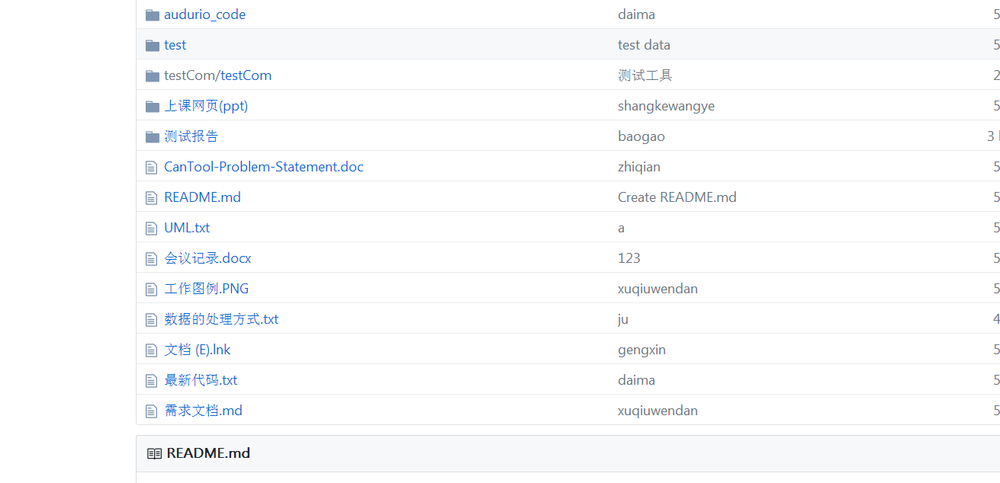 audurio_code daima 5
test test data 5
testCom/testCom 测试工具 2
上课网页(ppt) shangkewangye 5
测试报告 baogao 3
CanTool-Problem-Statement.doc zhiqian 5
README.md Create README.md 5
UML.txt a 5
会议记录.docx 123 5
工作图例.PNG xuqiuwendan 5
数据的处理方式.txt ju 4
文档 (E).lnk gengxin 5
最新代码.txt daima 5
需求文档.md xuqiuwendan 5
README.md